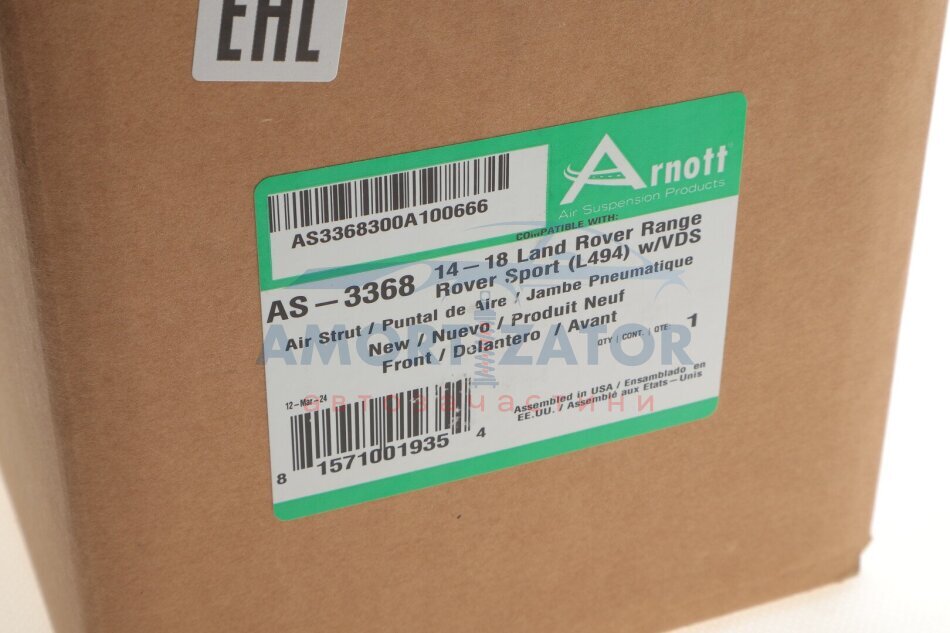 EAC
Arnott
Air Suspension Products
AS3368300A100666
COMPATIBLE WITH:
AS-3368
14-18 Land Rover Range
Rover Sport (L494) w/VDS
Air Strut / Puntal de Aire / Jambe Pneumatique
New / Nuevo / Produit Neuf
Front / Delantero / Avant
QTY | CONT. | QTE: 1
AMORTIZATOR
автозачастини
12-Mar-24
Assembled in USA / Ensamblado en
EE.UU. / Assemblé aux Etats-Unis
8 1571001935 4